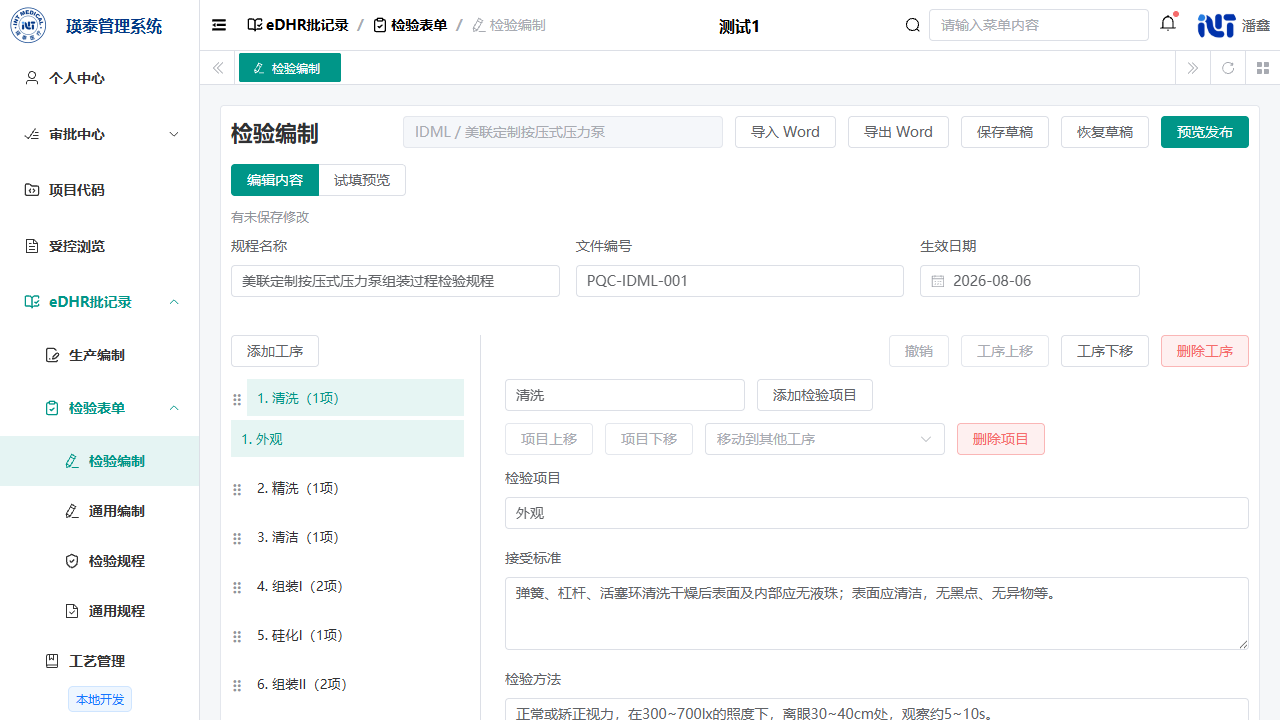 瑛泰管理系统
eDHR批记录 / 检验表单 / 检验编制
测试1
请输入菜单内容
潘鑫
检验编制
个人中心
审批中心
项目代码
受控浏览
eDHR批记录
生产编制
检验表单
检验编制
通用编制
检验规程
通用规程
工艺管理
本地开发
检验编制
IDML / 美联定制按压式压力泵
导入 Word
导出 Word
保存草稿
恢复草稿
预览发布
编辑内容
试填预览
有未保存修改
规程名称
文件编号
生效日期
美联定制按压式压力泵组装过程检验规程
PQC-IDML-001
2026-08-06
添加工序
撤销
工序上移
工序下移
删除工序
1. 清洗（1项）
1. 外观
2. 精洗（1项）
3. 清洁（1项）
4. 组装I（2项）
5. 硅化I（1项）
6. 组装II（2项）
清洗
添加检验项目
项目上移
项目下移
移动到其他工序
删除项目
检验项目
外观
接受标准
弹簧、杠杆、活塞环清洗干燥后表面及内部应无液珠；表面应清洁，无黑点、无异物等。
检验方法
正常或矫正视力，在300~700lx的照度下，离眼30~40cm处，观察约5~10s。